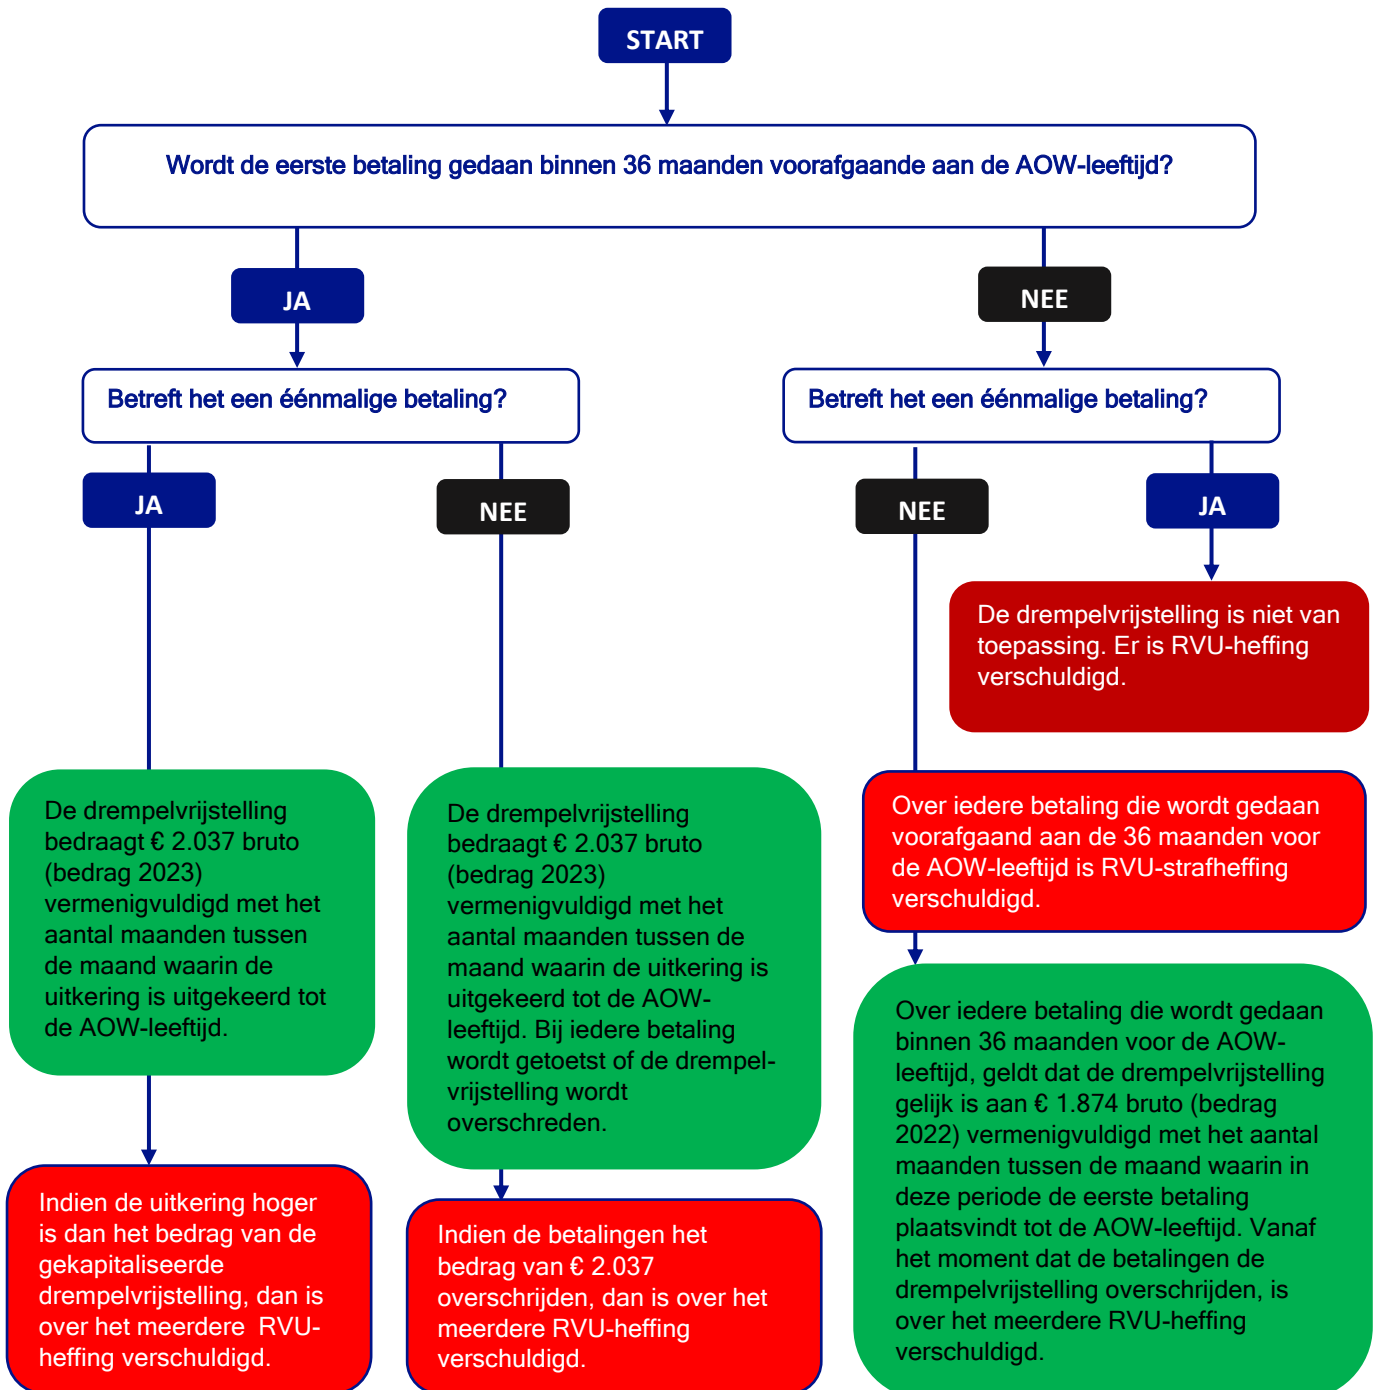 START
Wordt de eerste betaling gedaan binnen 36 maanden voorafgaande aan de AOW-leeftijd?
JA
NEE
Betreft het een éénmalige betaling?
Betreft het een éénmalige betaling?
JA
NEE
NEE
JA
De drempelvrijstelling is niet van
toepassing. Er is RVU-heffing
verschuldigd.
De drempelvrijstelling
bedraagt € 2.037 bruto
(bedrag 2023)
vermenigvuldigd met het
aantal maanden tussen
de maand waarin de
uitkering is uitgekeerd tot
de AOW-leeftijd.
De drempelvrijstelling
bedraagt € 2.037 bruto
(bedrag 2023)
vermenigvuldigd met het
aantal maanden tussen de
maand waarin de uitkering is
uitgekeerd tot de AOW-
leeftijd. Bij iedere betaling
wordt getoetst of de drempel-
vrijstelling wordt
overschreden.
Over iedere betaling die wordt gedaan
voorafgaand aan de 36 maanden voor
de AOW-leeftijd is RVU-strafheffing
verschuldigd.
Over iedere betaling die wordt gedaan
binnen 36 maanden voor de AOW-
leeftijd, geldt dat de drempelvrijstelling
gelijk is aan € 1.874 bruto (bedrag
2022) vermenigvuldigd met het aantal
maanden tussen de maand waarin in
deze periode de eerste betaling
plaatsvindt tot de AOW-leeftijd. Vanaf
het moment dat de betalingen de
drempelvrijstelling overschrijden, is
over het meerdere RVU-heffing
verschuldigd.
Indien de uitkering hoger
is dan het bedrag van de
gekapitaliseerde
drempelvrijstelling, dan is
over het meerdere RVU-
heffing verschuldigd.
Indien de betalingen het
bedrag van € 2.037
overschrijden, dan is over het
meerdere RVU-heffing
verschuldigd.